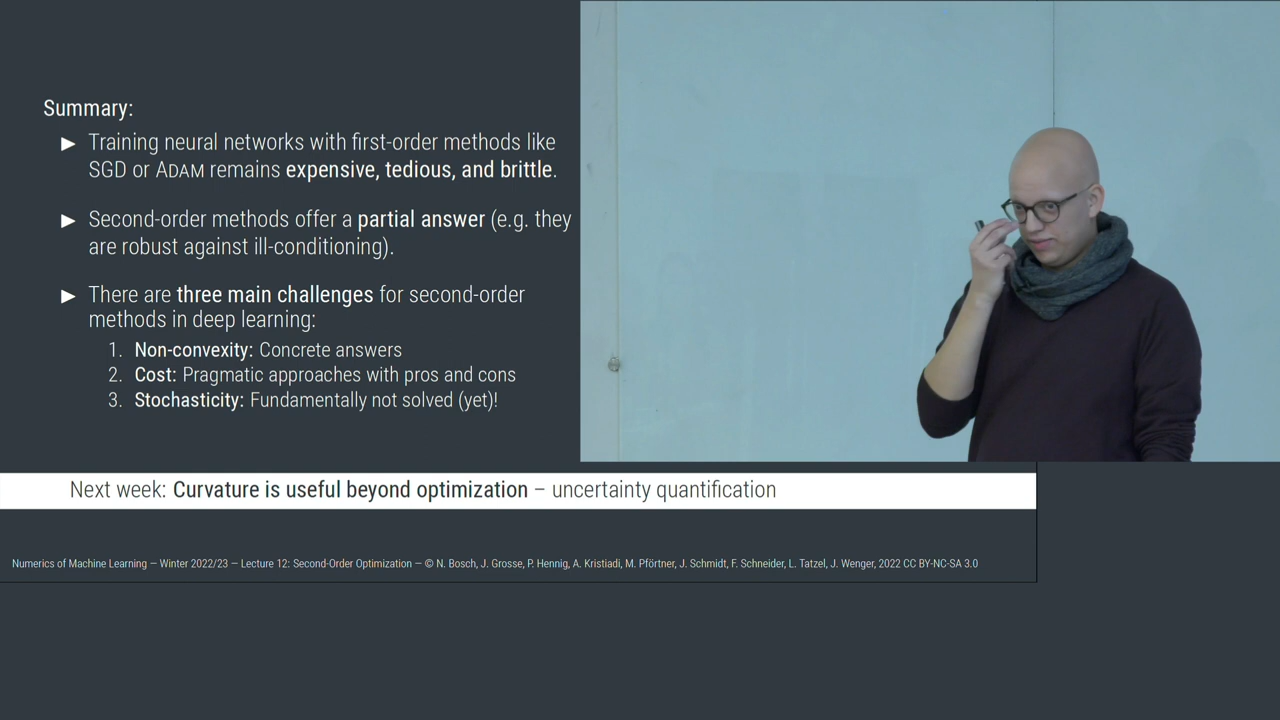 Summary:
▶ Training neural networks with first-order methods like
SGD or ADAM remains expensive, tedious, and brittle.
▶ Second-order methods offer a partial answer (e.g. they
are robust against ill-conditioning).
▶ There are three main challenges for second-order
methods in deep learning:
1. Non-convexity: Concrete answers
2. Cost: Pragmatic approaches with pros and cons
3. Stochasticity: Fundamentally not solved (yet)!
Next week: Curvature is useful beyond optimization – uncertainty quantification
Numerics of Machine Learning — Winter 2022/23 — Lecture 12: Second-Order Optimization — © N. Bosch, J. Grosse, P. Hennig, A. Kristiadi, M. Pförtner, J. Schmidt, F. Schneider, L. Tatzel, J. Wenger, 2022 CC BY-NC-SA 3.0